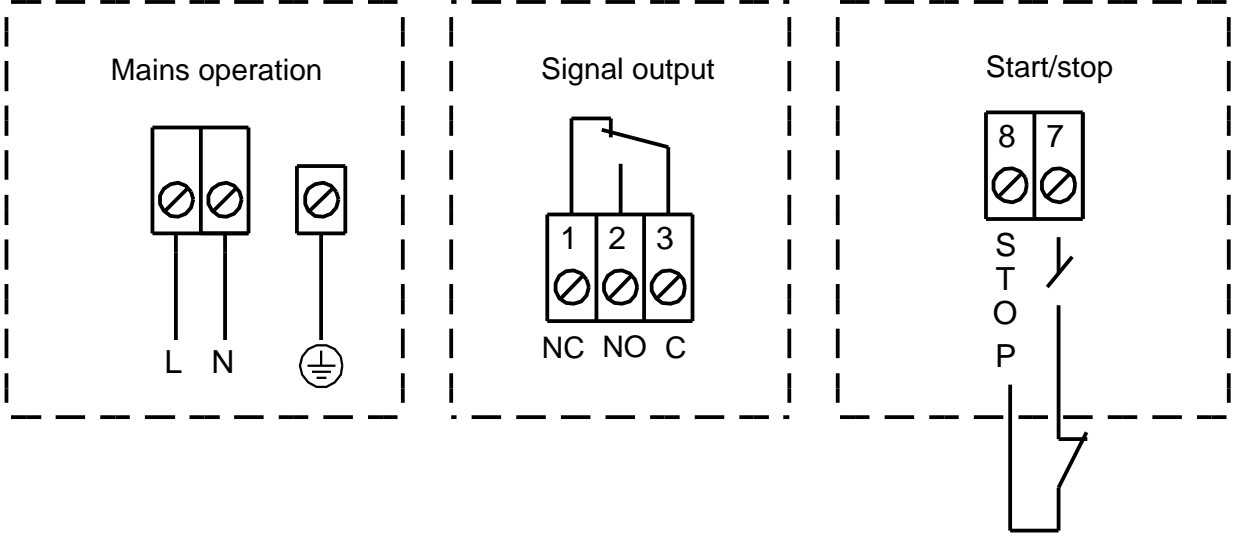 Mains operation
L N
Signal output
1 2 3
NC NO C
Start/stop
8 7
S
T
O
P